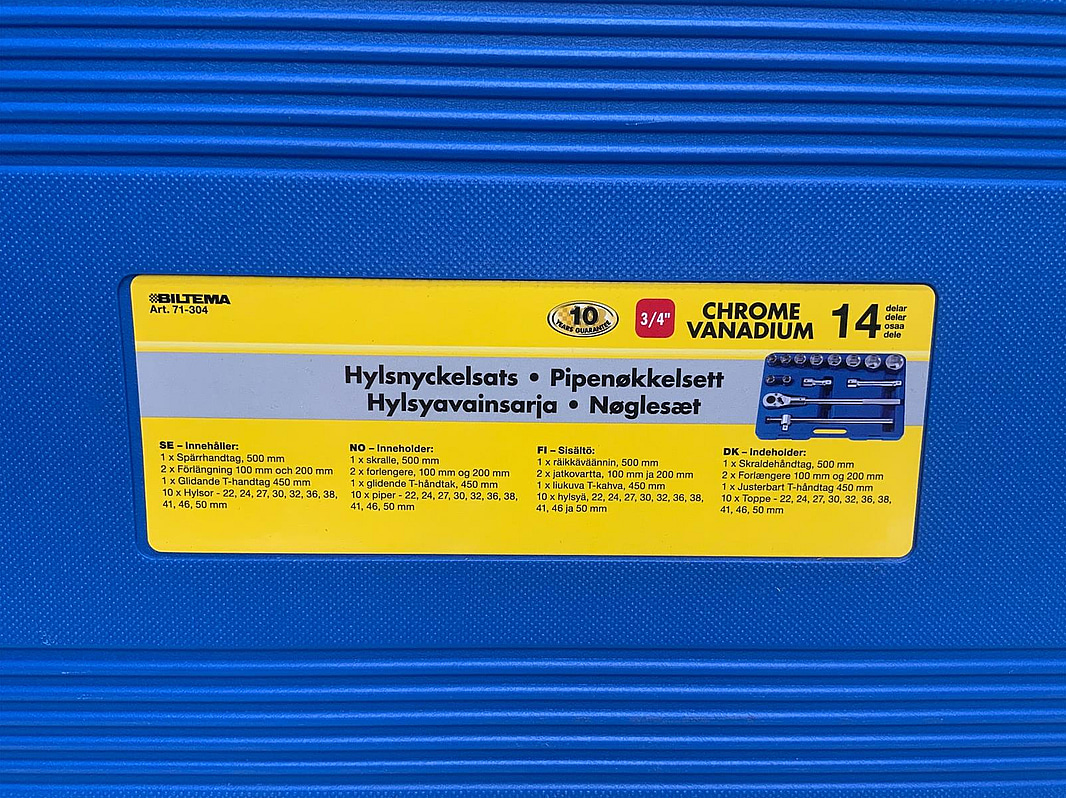 BILTEMA
Art. 71-304
10
YEARS GUARANTEE
3/4"
CHROME
VANADIUM
14
delar
deler
osaa
dele
Hylsnyckelsats • Pipenøkkelsett
Hylsyavainsarja • Nøglesæt
SE – Innehåller:
1 x Spärrhandtag, 500 mm
2 x Förlängning 100 mm och 200 mm
1 x Glidande T-handtag 450 mm
10 x Hylsor - 22, 24, 27, 30, 32, 36, 38,
41, 46, 50 mm
NO – Inneholder:
1 x skralle, 500 mm
2 x forlengere, 100 mm og 200 mm
1 x glidende T-håndtak, 450 mm
10 x piper - 22, 24, 27, 30, 32, 36, 38,
41, 46, 50 mm
FI – Sisältö:
1 x räikkäväännin, 500 mm
2 x jatkovartta, 100 mm ja 200 mm
1 x liukuva T-kahva, 450 mm
10 x hylsyä, 22, 24, 27, 30, 32, 36, 38,
41, 46 ja 50 mm
DK – Indeholder:
1 x Skraldehåndtag, 500 mm
2 x Forlængere 100 mm og 200 mm
1 x Justerbart T-håndtag 450 mm
10 x Toppe - 22, 24, 27, 30, 32, 36, 38,
41, 46, 50 mm